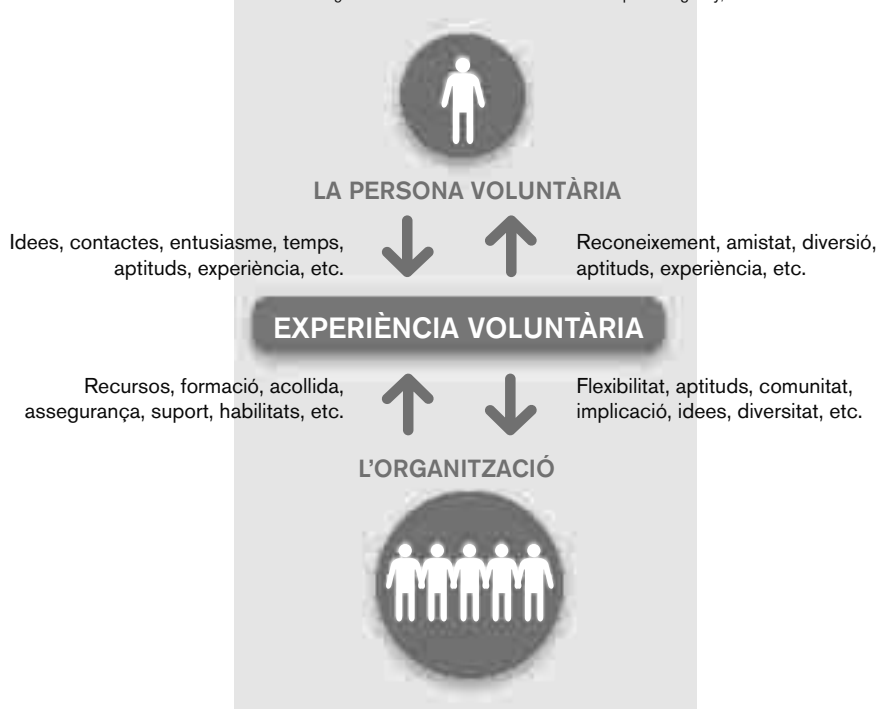 LA PERSONA VOLUNTÀRIA
Idees, contactes, entusiasme, temps,
aptituds, experiència, etc.
Reconeixement, amistat, diversió,
aptituds, experiència, etc.
EXPERIÈNCIA VOLUNTÀRIA
Recursos, formació, acollida,
assegurança, suport, habilitats, etc.
Flexibilitat, aptituds, comunitat,
implicació, idees, diversitat, etc.
L'ORGANITZACIÓ